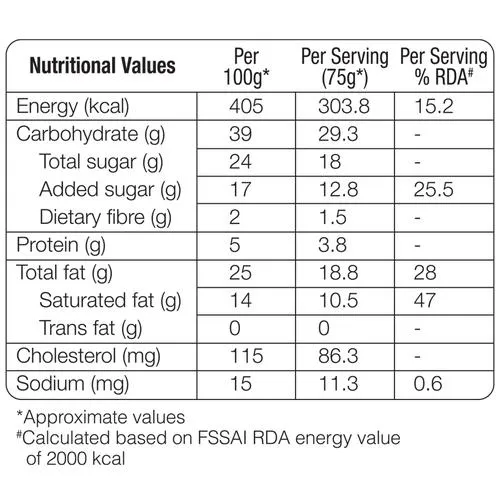 Nutritional Values Per 100g* Per Serving (75g*) Per Serving % RDA#
Energy (kcal) 405 303.8 15.2
Carbohydrate (g) 39 29.3 -
Total sugar (g) 24 18 -
Added sugar (g) 17 12.8 25.5
Dietary fibre (g) 2 1.5 -
Protein (g) 5 3.8 -
Total fat (g) 25 18.8 28
Saturated fat (g) 14 10.5 47
Trans fat (g) 0 0 -
Cholesterol (mg) 115 86.3 -
Sodium (mg) 15 11.3 0.6
*Approximate values
#Calculated based on FSSAI RDA energy value
of 2000 kcal